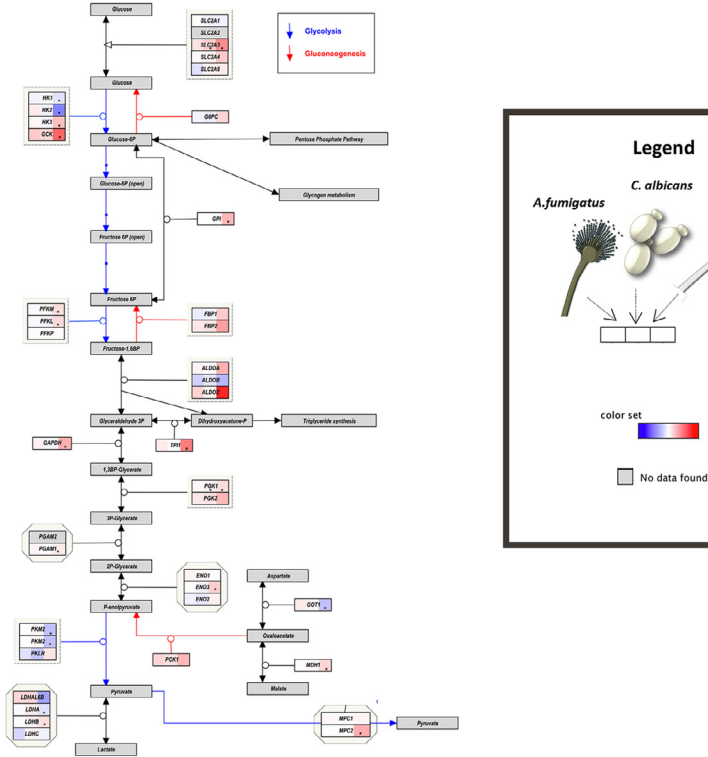 Glucose
SLC2A1
SLC2A2
SLC2A3
SLC2A4
SLC2A5
Glycolysis
Gluconeogenesis
Glucose
HK1
HK2
HK3
GCK
G6PC
Glucose-6P
Pentose Phosphate Pathway
Glucose-6P (open)
Glycogen metabolism
GPI
Fructose 6P (open)
Fructose 6P
PFKM
PFKL
PFKP
FBP1
FBP2
Fructose-1,6BP
ALDOA
ALDOB
ALDOC
Glyceraldehyde 3P
Dihydroxyacetone-P
Triglyceride synthesis
GAPDH
TPI1
1,3BP-Glycerate
PGK1
PGK2
3P-Glycerate
PGAM2
PGAM1
2P-Glycerate
ENO1
ENO3
ENO2
Aspartate
GOT1
P-enolpyruvate
PKM2
PKM2
PKLR
Oxaloacetate
PCK1
MDH1
Malate
Pyruvate
LDHAL6B
LDHA
LDHB
LDHC
1
MPC1
MPC2
Pyruvate
Lactate
Legend
C. albicans
A.fumigatus
color set
No data found